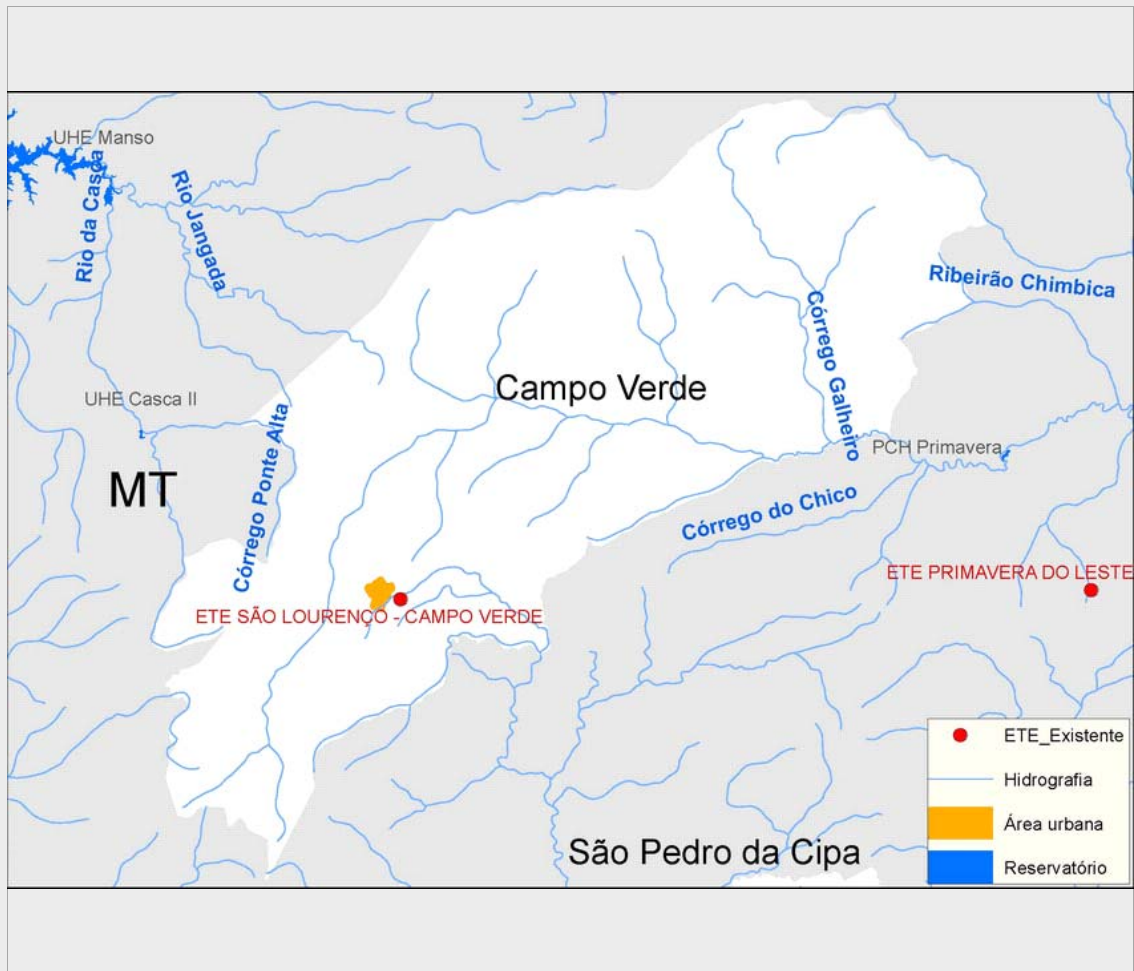 UHE Manso
Rio da Casca
Rio Jangada
Ribeirão Chimbica
Córrego Galheiro
Campo Verde
UHE Casca II
Córrego Ponte Alta
PCH Primavera
MT
Córrego do Chico
ETE PRIMAVERA DO LESTE
ETE SÃO LOURENÇO - CAMPO VERDE
São Pedro da Cipa
ETE_Existente
Hidrografia
Área urbana
Reservatório